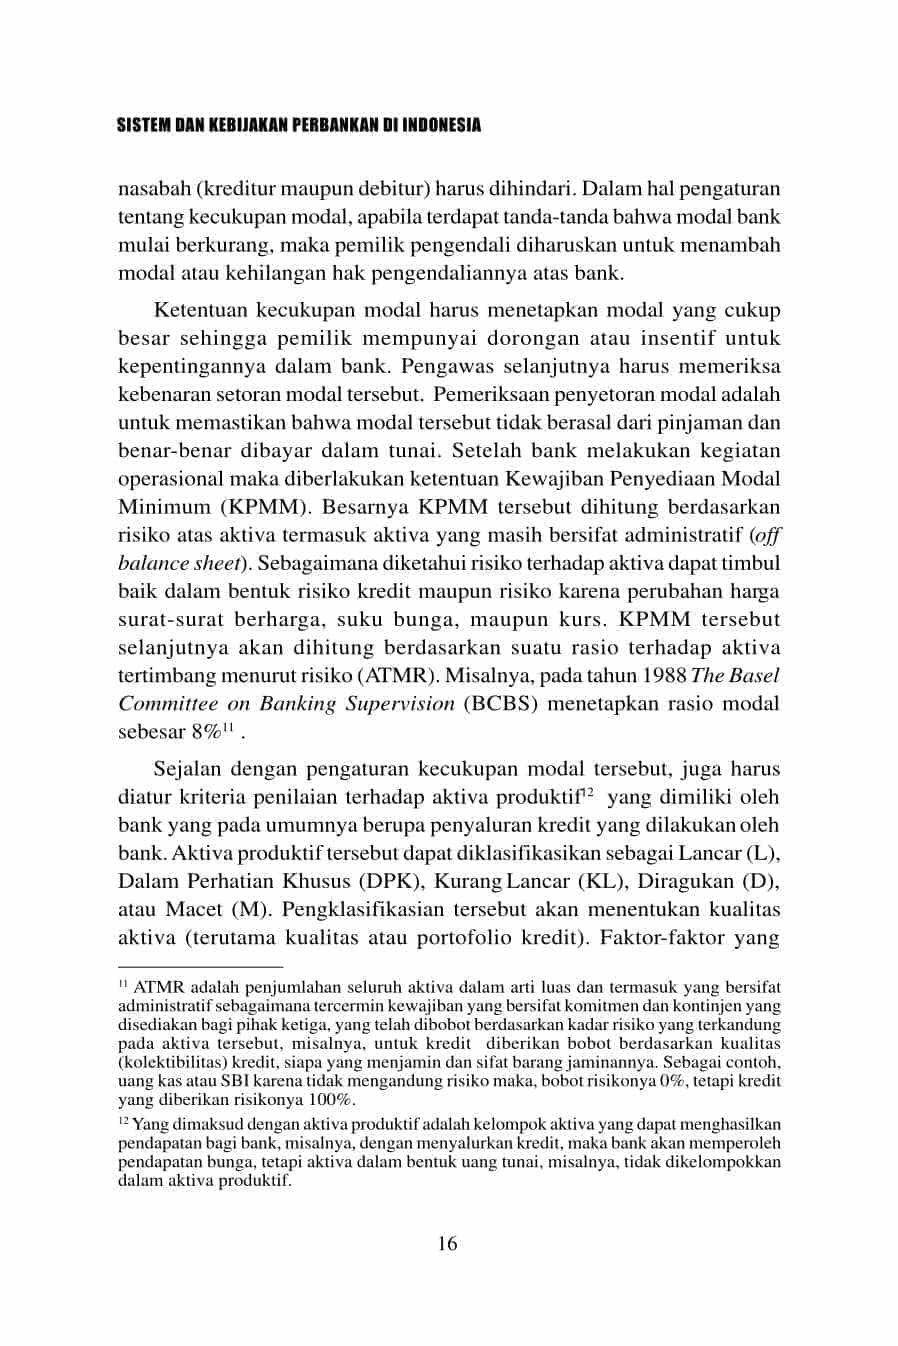 SISTEM DAN KEBIJAKAN PERBANKAN DI INDONESIA
nasabah (kreditur maupun debitur) harus dihindari. Dalam hal pengaturan
tentang kecukupan modal, apabila terdapat tanda-tanda bahwa modal bank
mulai berkurang, maka pemilik pengendali diharuskan untuk menambah
modal atau kehilangan hak pengendaliannya atas bank.
Ketentuan kecukupan modal harus menetapkan modal yang cukup
besar sehingga pemilik mempunyai dorongan atau insentif untuk
kepentingannya dalam bank. Pengawas selanjutnya harus memeriksa
kebenaran setoran modal tersebut. Pemeriksaan penyetoran modal adalah
untuk memastikan bahwa modal tersebut tidak berasal dari pinjaman dan
benar-benar dibayar dalam tunai. Setelah bank melakukan kegiatan
operasional maka diberlakukan ketentuan Kewajiban Penyediaan Modal
Minimum (KPMM). Besarnya KPMM tersebut dihitung berdasarkan
risiko atas aktiva termasuk aktiva yang masih bersifat administratif (off
balance sheet). Sebagaimana diketahui risiko terhadap aktiva dapat timbul
baik dalam bentuk risiko kredit maupun risiko karena perubahan harga
surat-surat berharga, suku bunga, maupun kurs. KPMM tersebut
selanjutnya akan dihitung berdasarkan suatu rasio terhadap aktiva
tertimbang menurut risiko (ATMR). Misalnya, pada tahun 1988 The Basel
Committee on Banking Supervision (BCBS) menetapkan rasio modal
sebesar 8%¹¹ .
Sejalan dengan pengaturan kecukupan modal tersebut, juga harus
diatur kriteria penilaian terhadap aktiva produktif¹² yang dimiliki oleh
bank yang pada umumnya berupa penyaluran kredit yang dilakukan oleh
bank. Aktiva produktif tersebut dapat diklasifikasikan sebagai Lancar (L),
Dalam Perhatian Khusus (DPK), Kurang Lancar (KL), Diragukan (D),
atau Macet (M). Pengklasifikasian tersebut akan menentukan kualitas
aktiva (terutama kualitas atau portofolio kredit). Faktor-faktor yang
¹¹ ATMR adalah penjumlahan seluruh aktiva dalam arti luas dan termasuk yang bersifat
administratif sebagaimana tercermin kewajiban yang bersifat komitmen dan kontinjen yang
disediakan bagi pihak ketiga, yang telah dibobot berdasarkan kadar risiko yang terkandung
pada aktiva tersebut, misalnya, untuk kredit diberikan bobot berdasarkan kualitas
(kolektibilitas) kredit, siapa yang menjamin dan sifat barang jaminannya. Sebagai contoh,
uang kas atau SBI karena tidak mengandung risiko maka, bobot risikonya 0%, tetapi kredit
yang diberikan risikonya 100%.
¹² Yang dimaksud dengan aktiva produktif adalah kelompok aktiva yang dapat menghasilkan
pendapatan bagi bank, misalnya, dengan menyalurkan kredit, maka bank akan memperoleh
pendapatan bunga, tetapi aktiva dalam bentuk uang tunai, misalnya, tidak dikelompokkan
dalam aktiva produktif.
16